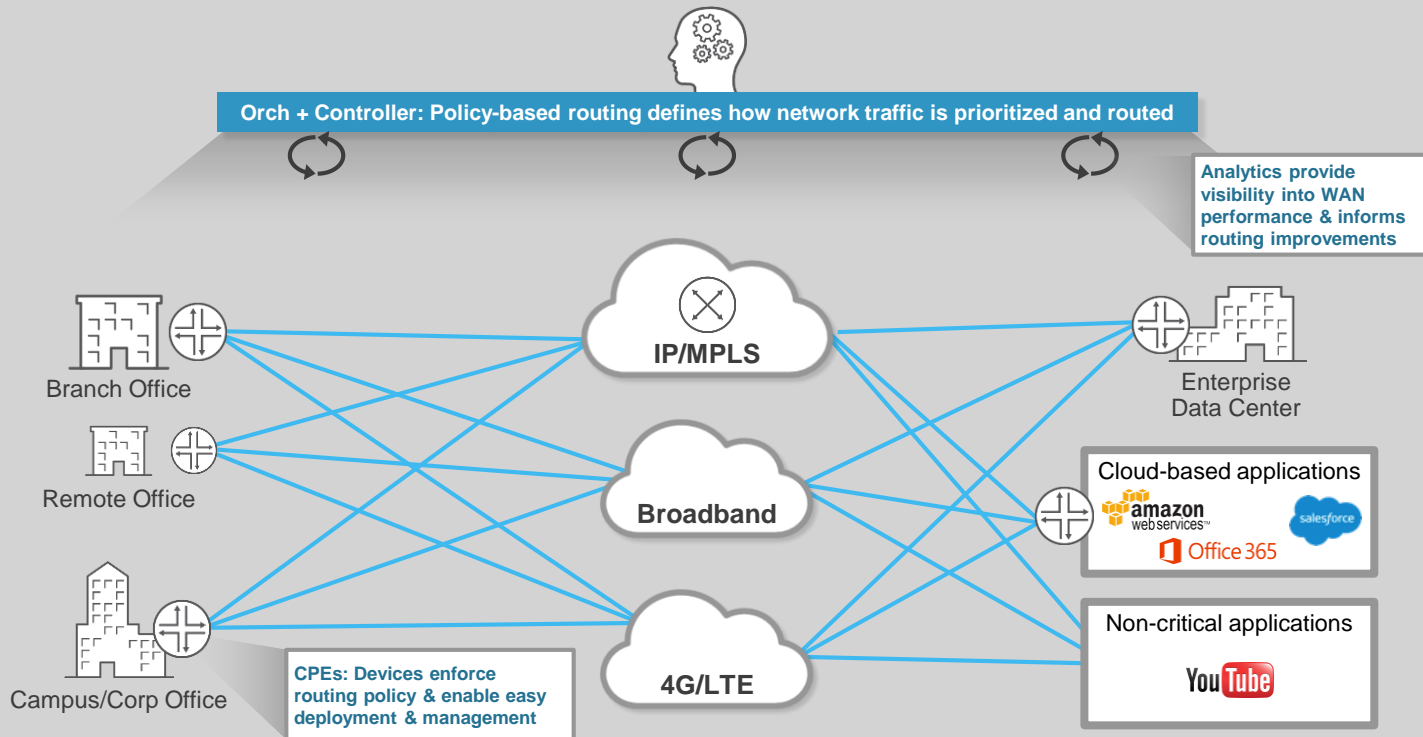 Orch + Controller: Policy-based routing defines how network traffic is prioritized and routed
Analytics provide
visibility into WAN
performance & informs
routing improvements
IP/MPLS
Branch Office
Enterprise
Data Center
Remote Office
Broadband
Cloud-based applications
amazon
web services™
salesforce
Office 365
Campus/Corp Office
CPEs: Devices enforce
routing policy & enable easy
deployment & management
4G/LTE
Non-critical applications
YouTube